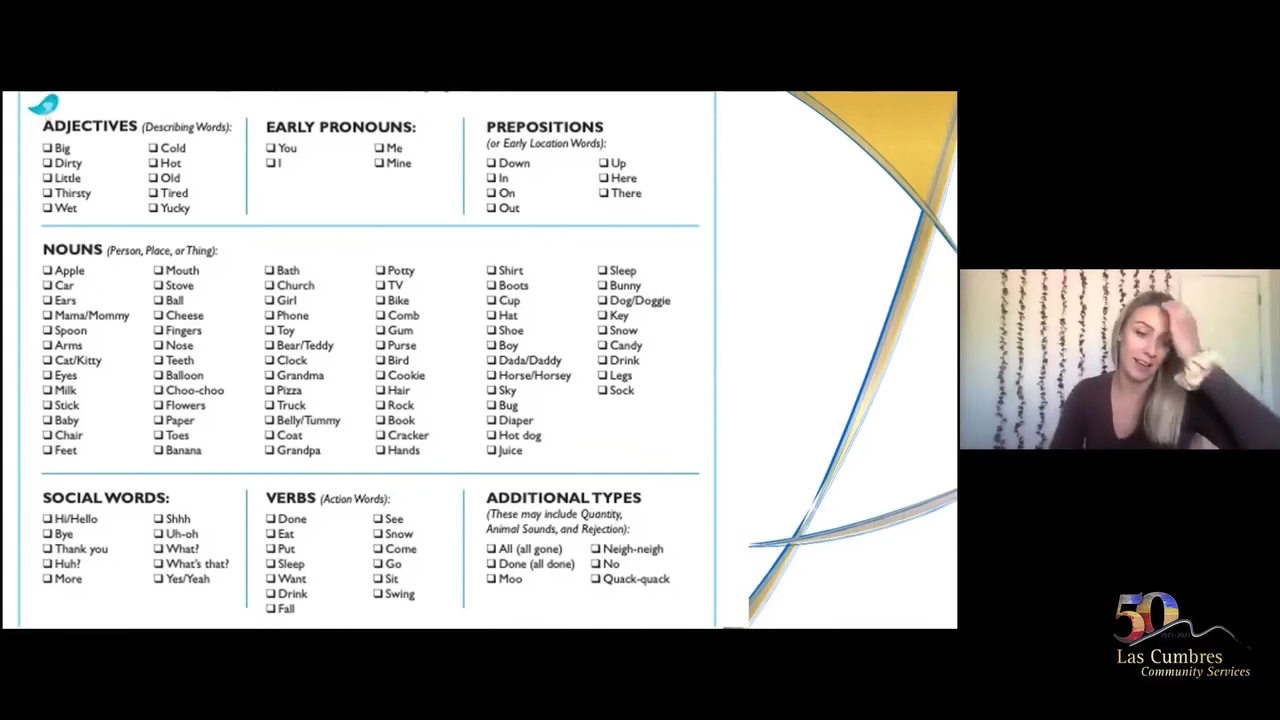 ADJECTIVES (Describing Words):
❑ Big
❑ Dirty
❑ Little
❑ Thirsty
❑ Wet
❑ Cold
❑ Hot
❑ Old
❑ Tired
❑ Yucky
EARLY PRONOUNS:
❑ You
❑ I
❑ Me
❑ Mine
PREPOSITIONS
(or Early Location Words):
❑ Down
❑ In
❑ On
❑ Out
❑ Up
❑ Here
❑ There
NOUNS (Person, Place, or Thing):
❑ Apple
❑ Car
❑ Ears
❑ Mama/Mommy
❑ Spoon
❑ Arms
❑ Cat/Kitty
❑ Eyes
❑ Milk
❑ Stick
❑ Baby
❑ Chair
❑ Feet
❑ Mouth
❑ Stove
❑ Ball
❑ Cheese
❑ Fingers
❑ Nose
❑ Teeth
❑ Balloon
❑ Choo-choo
❑ Flowers
❑ Paper
❑ Toes
❑ Banana
❑ Bath
❑ Church
❑ Girl
❑ Phone
❑ Toy
❑ Bear/Teddy
❑ Clock
❑ Grandma
❑ Pizza
❑ Truck
❑ Belly/Tummy
❑ Coat
❑ Grandpa
❑ Potty
❑ TV
❑ Bike
❑ Comb
❑ Gum
❑ Purse
❑ Bird
❑ Cookie
❑ Hair
❑ Rock
❑ Book
❑ Cracker
❑ Hands
❑ Shirt
❑ Boots
❑ Cup
❑ Hat
❑ Shoe
❑ Boy
❑ Dada/Daddy
❑ Horse/Horsey
❑ Sky
❑ Bug
❑ Diaper
❑ Hot dog
❑ Juice
❑ Sleep
❑ Bunny
❑ Dog/Doggie
❑ Key
❑ Snow
❑ Candy
❑ Drink
❑ Legs
❑ Sock
SOCIAL WORDS:
❑ Hi/Hello
❑ Bye
❑ Thank you
❑ Huh?
❑ More
❑ Shhh
❑ Uh-oh
❑ What?
❑ What's that?
❑ Yes/Yeah
VERBS (Action Words):
❑ Done
❑ Eat
❑ Put
❑ Sleep
❑ Want
❑ Drink
❑ Fall
❑ See
❑ Snow
❑ Come
❑ Go
❑ Sit
❑ Swing
ADDITIONAL TYPES
(These may include Quantity,
Animal Sounds, and Rejection):
❑ All (all gone)
❑ Done (all done)
❑ Moo
❑ Neigh-neigh
❑ No
❑ Quack-quack
50
1971-2021
Las Cumbres
Community Services